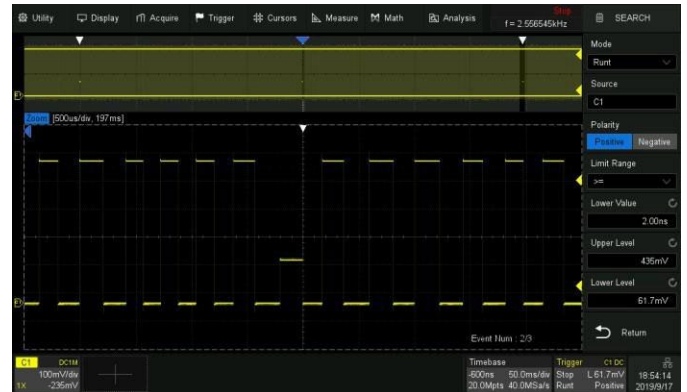 Utility Display Acquire Trigger Cursors Measure Math Analysis
Stop
f = 2.556545kHz
SEARCH
Mode
Runt
Source
C1
Polarity
Positive Negative
Limit Range
>=
Lower Value
2.00ns
Upper Level
435mV
Lower Level
61.7mV
Return
Zoom [500us/div, 197ms]
Event Num : 2/3
C1 DC1M
100mV/div
1X -235mV
Timebase
-600ns 50.0ms/div
20.0Mpts 40.0MSa/s
Trigger C1 DC
Stop L 61.7mV
Runt Positive
18:54:14
2019/9/17